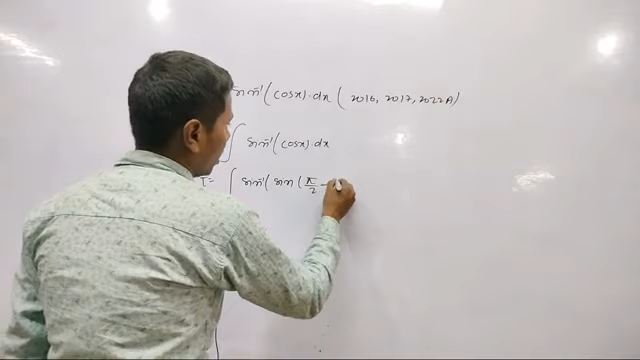 sin⁻¹(cosx).dx ( 2016, 2017, 2022A)
∫ sin⁻¹(cosx).dx
I = ∫ sin⁻¹( sin ( π/2 -